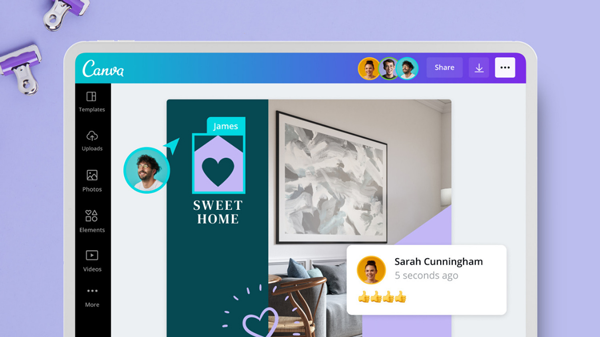 Canva
Share
Templates
Uploads
Photos
Elements
Videos
More
James
SWEET
HOME
Sarah Cunningham
5 seconds ago
👍👍👍👍